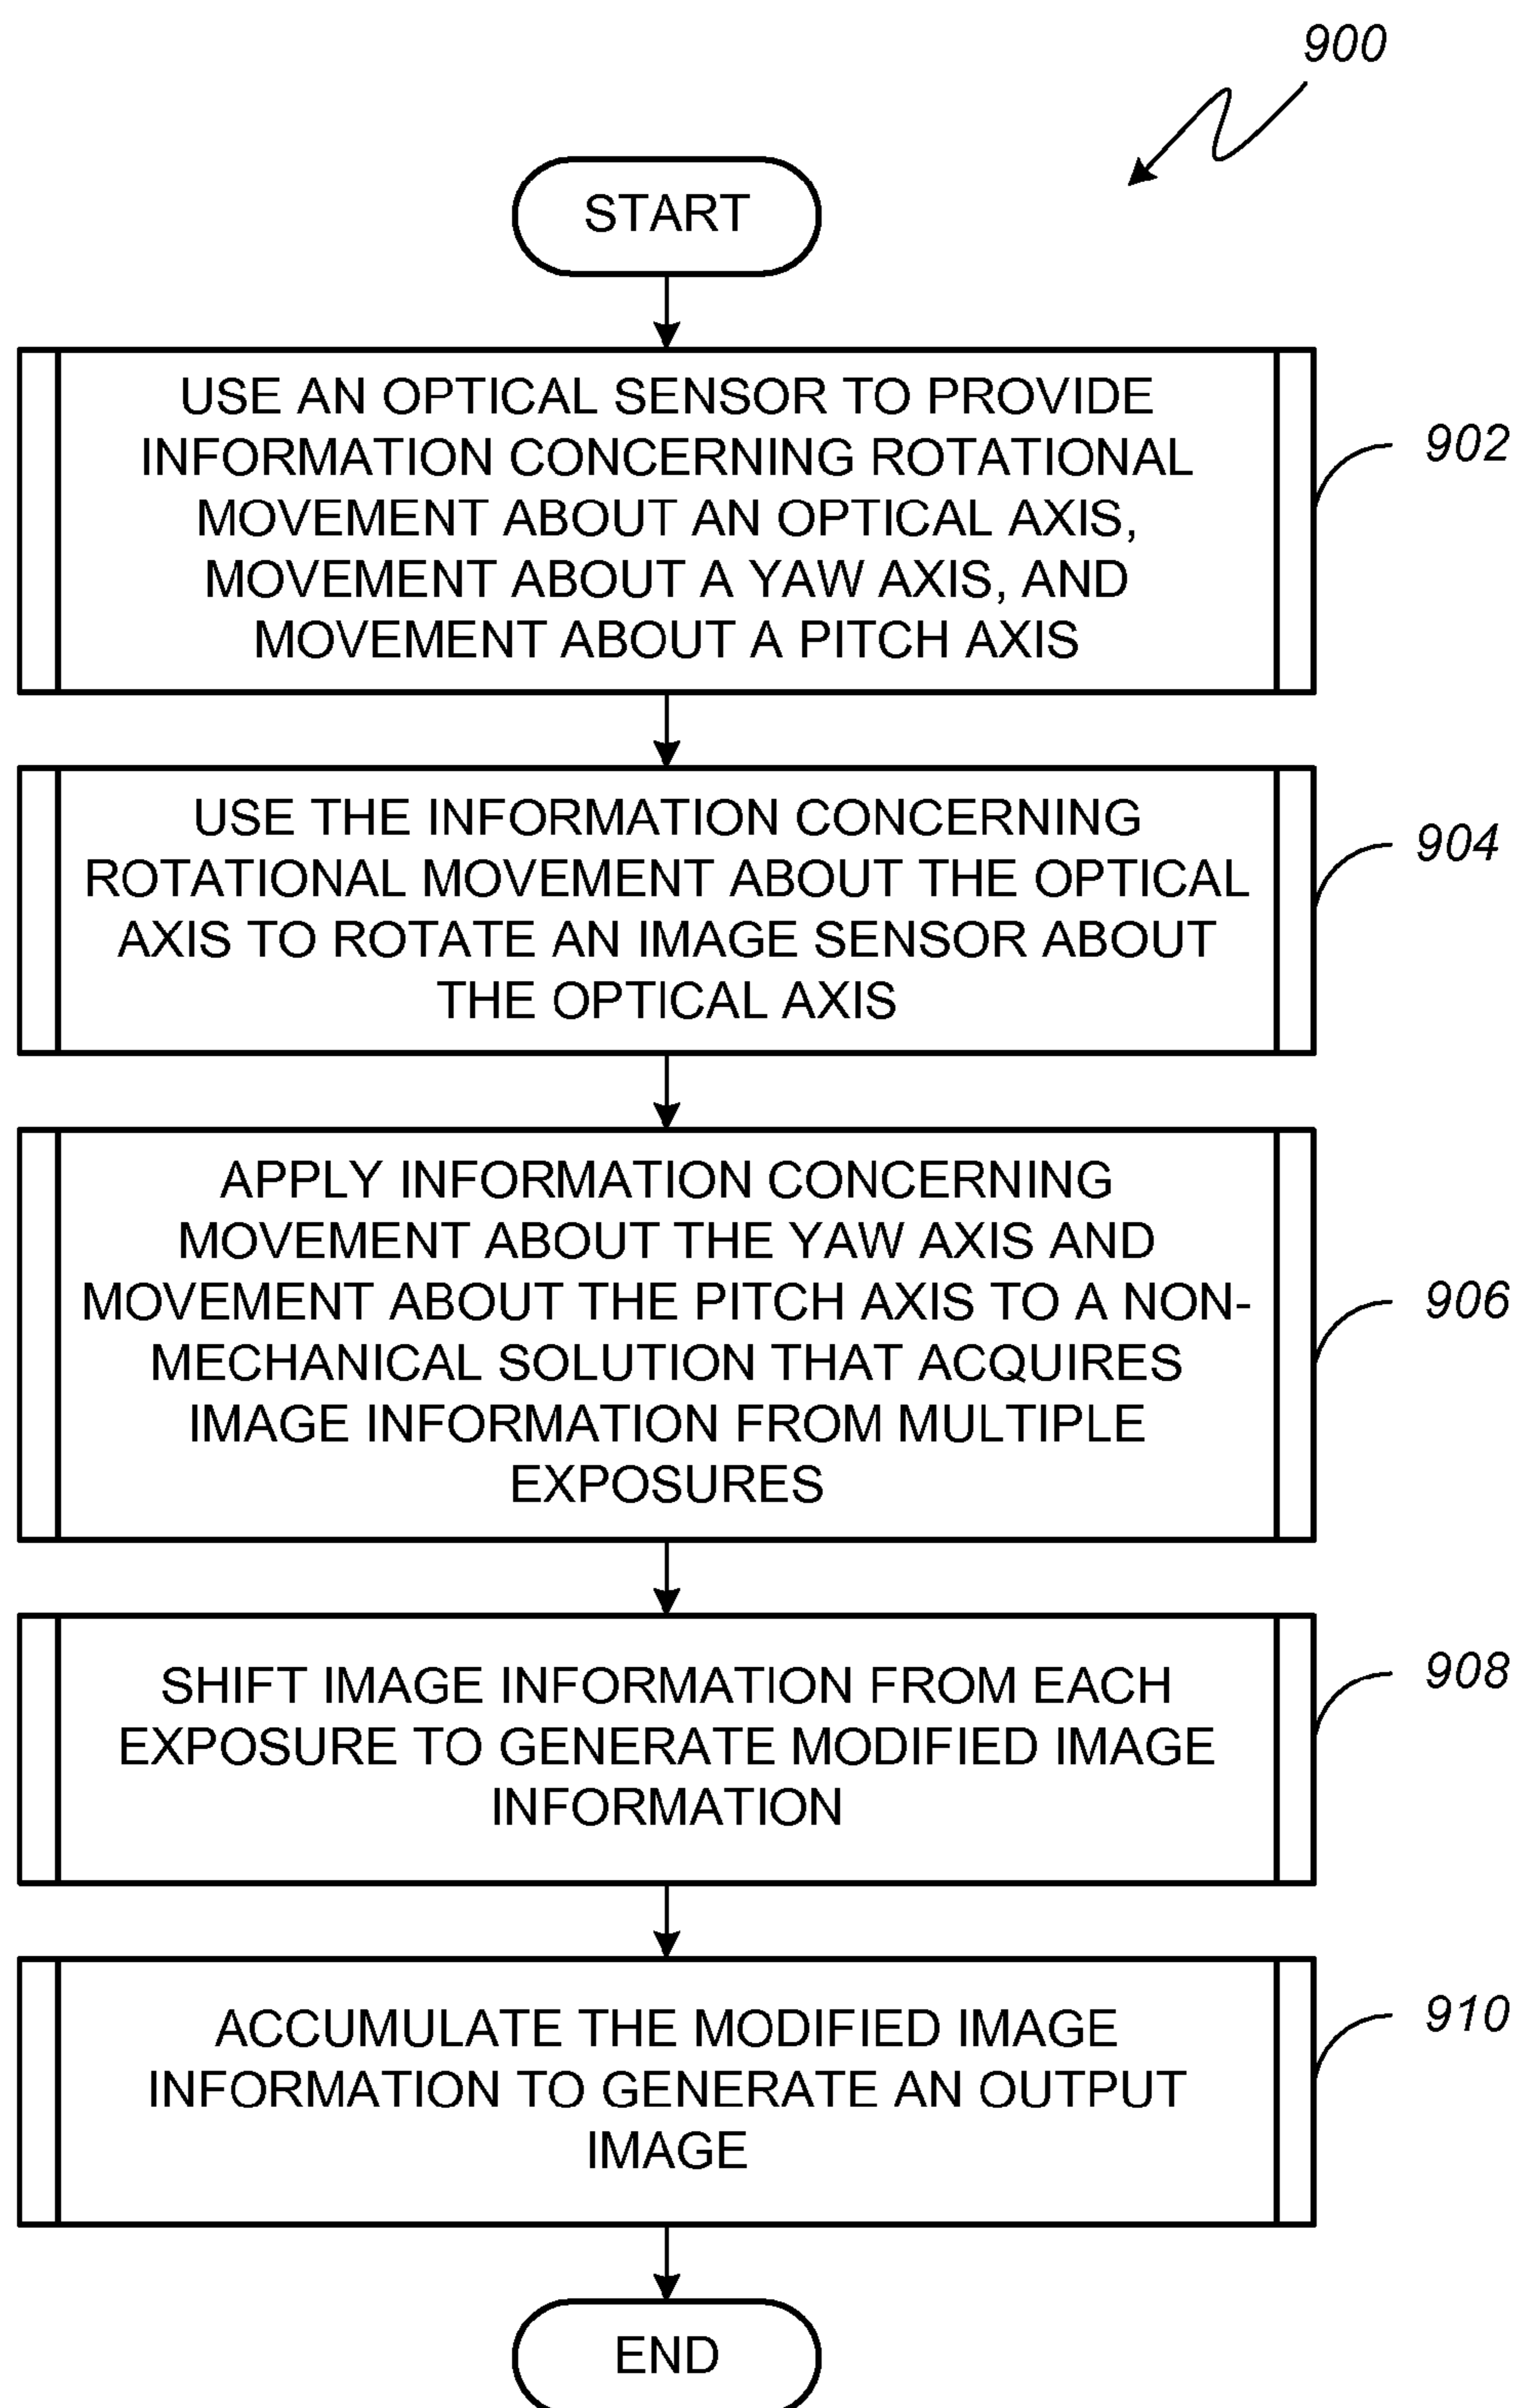 900
START
USE AN OPTICAL SENSOR TO PROVIDE
INFORMATION CONCERNING ROTATIONAL
MOVEMENT ABOUT AN OPTICAL AXIS,
MOVEMENT ABOUT A YAW AXIS, AND
MOVEMENT ABOUT A PITCH AXIS
902
USE THE INFORMATION CONCERNING
ROTATIONAL MOVEMENT ABOUT THE OPTICAL
AXIS TO ROTATE AN IMAGE SENSOR ABOUT
THE OPTICAL AXIS
904
APPLY INFORMATION CONCERNING
MOVEMENT ABOUT THE YAW AXIS AND
MOVEMENT ABOUT THE PITCH AXIS TO A NON-
MECHANICAL SOLUTION THAT ACQUIRES
IMAGE INFORMATION FROM MULTIPLE
EXPOSURES
906
SHIFT IMAGE INFORMATION FROM EACH
EXPOSURE TO GENERATE MODIFIED IMAGE
INFORMATION
908
ACCUMULATE THE MODIFIED IMAGE
INFORMATION TO GENERATE AN OUTPUT
IMAGE
910
END